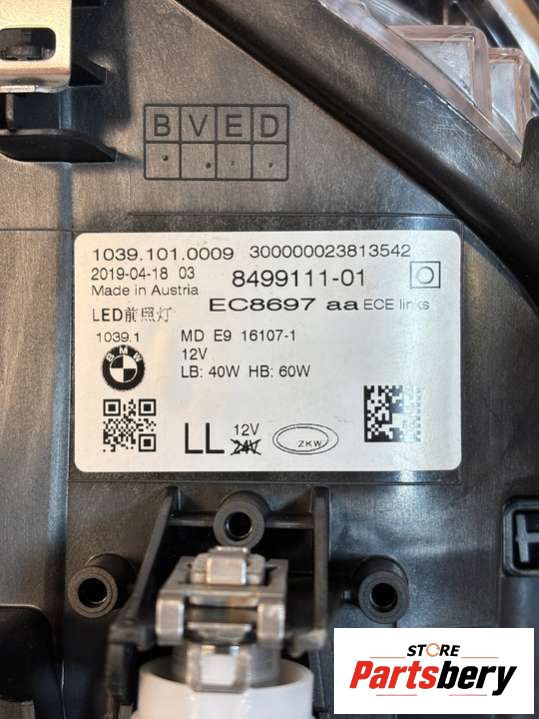 B V E D
1039.101.0009 300000023813542
2019-04-18 03 8499111-01
Made in Austria
EC8697 aa ECE links
LED前照灯
1039.1 MD E9 16107-1
BMW
12V
LB: 40W HB: 60W
LL 12V
24V
ZKW
H
STORE
Partsbery